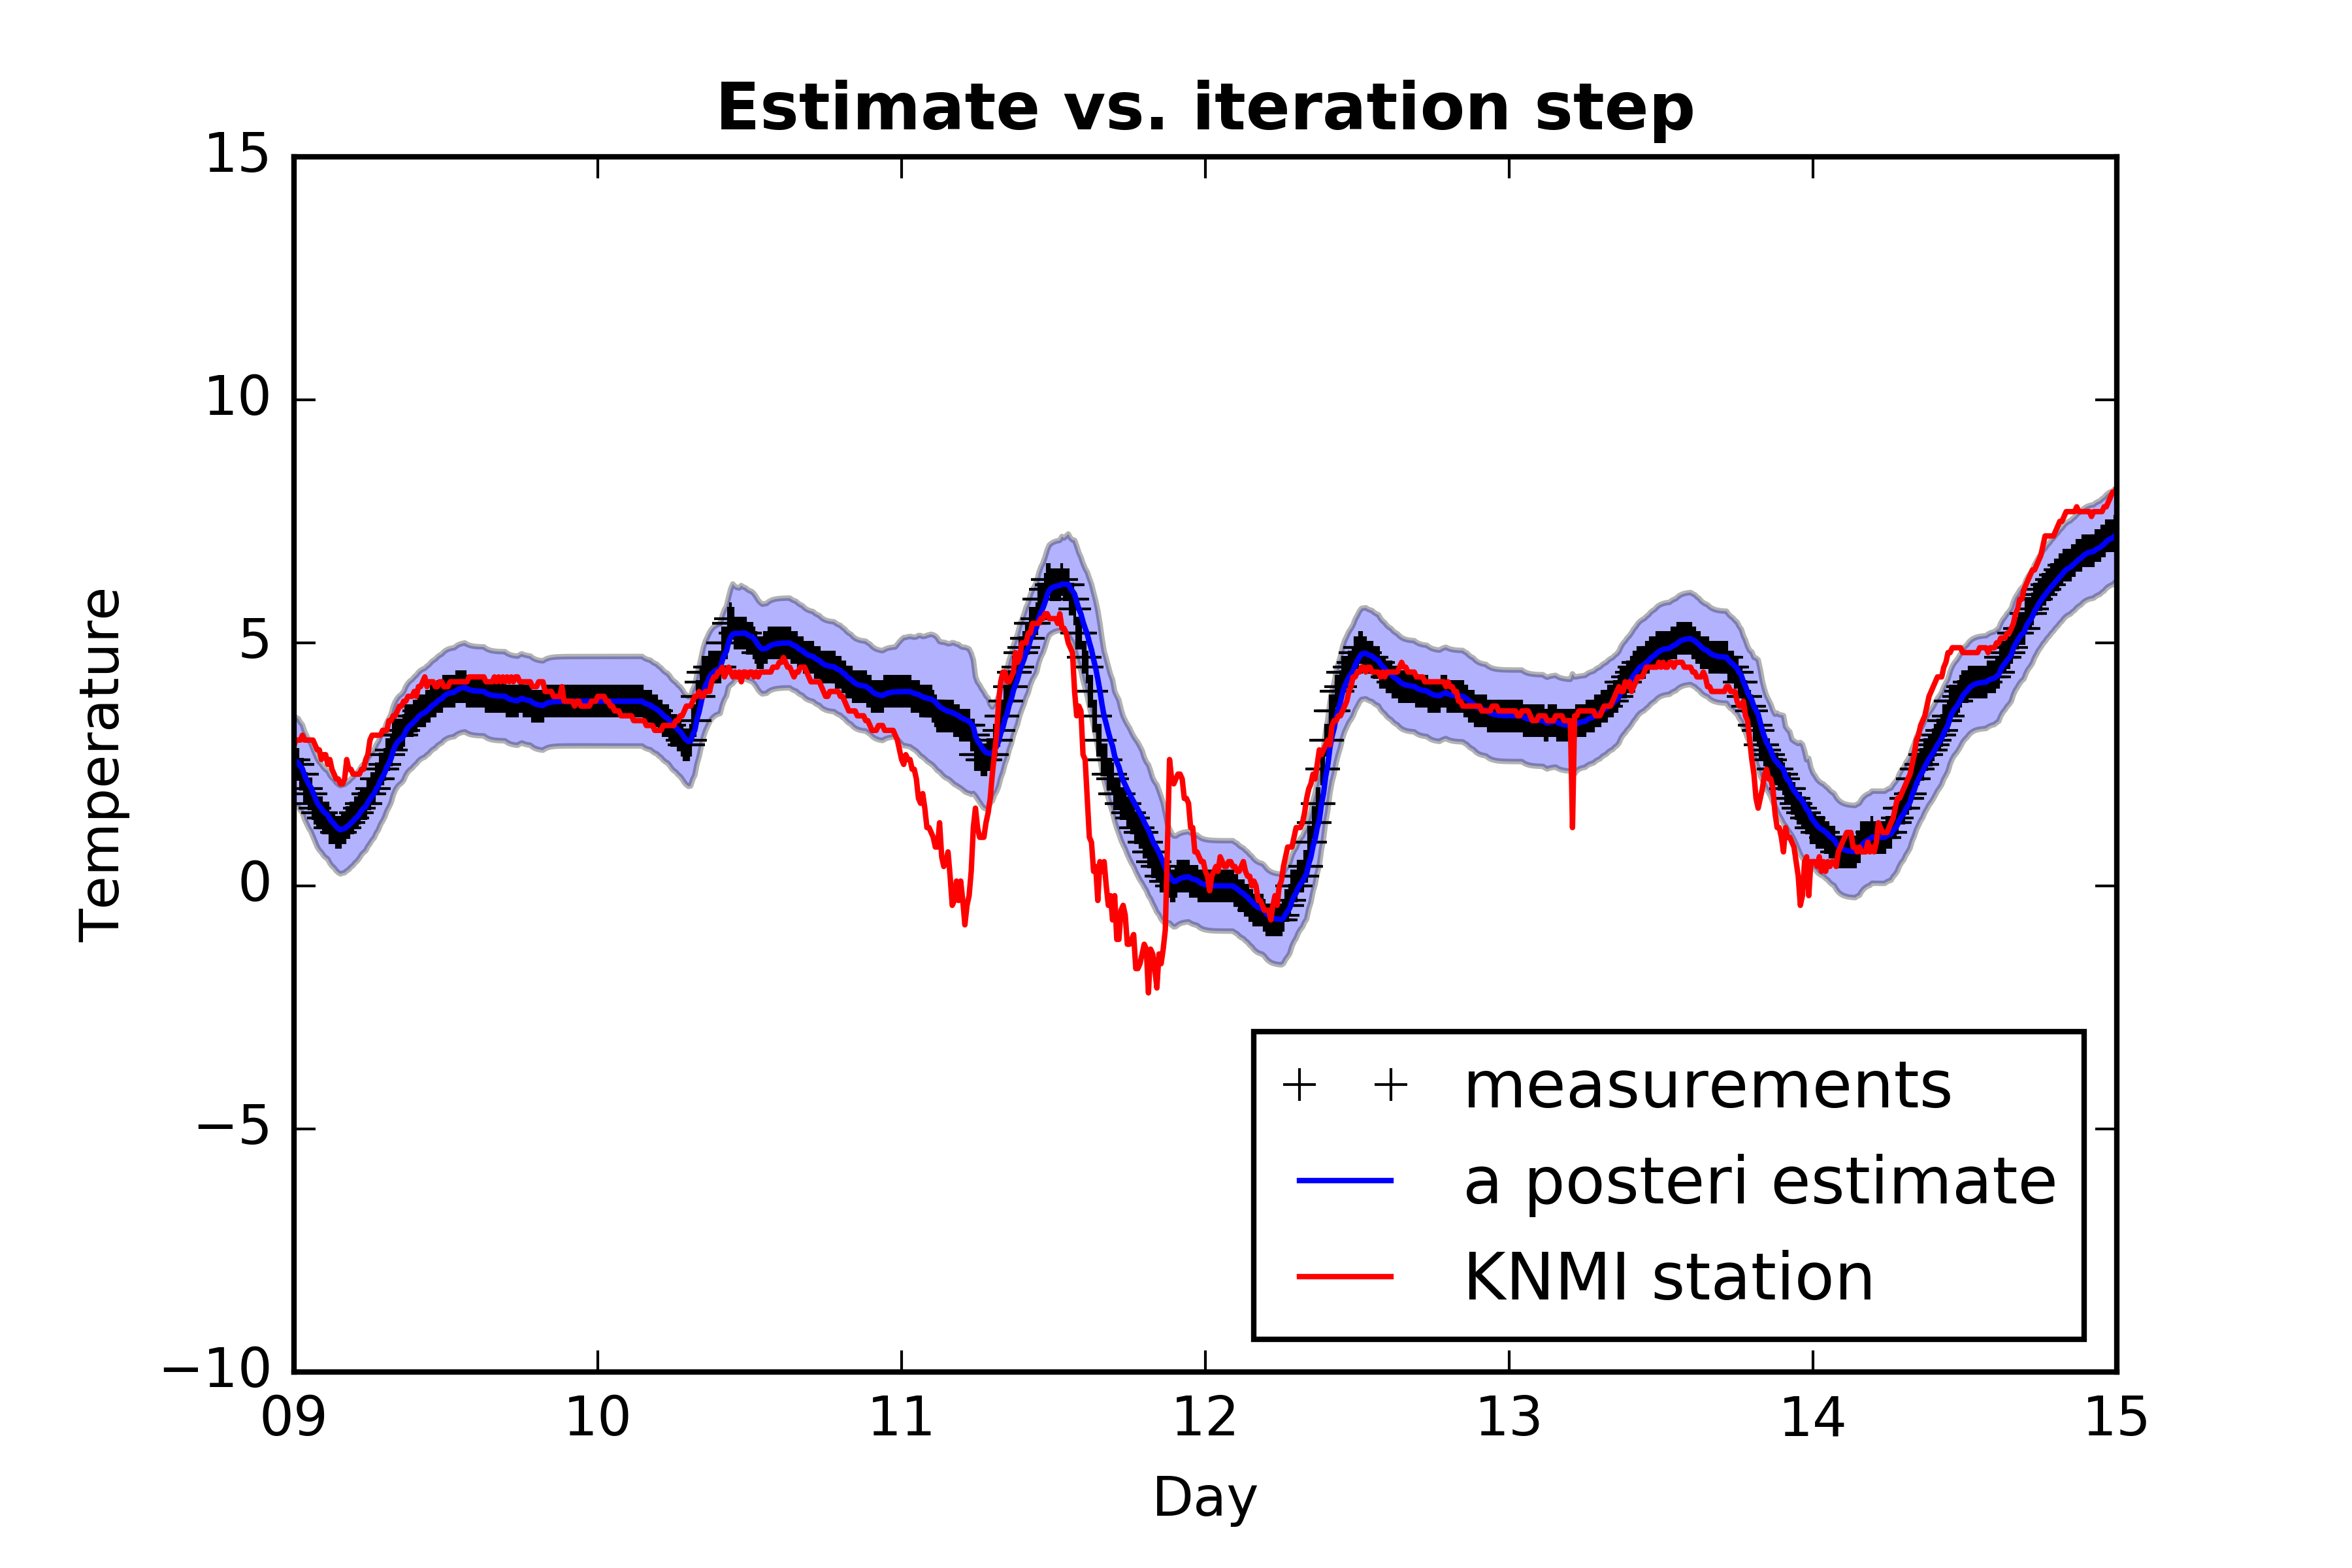 Estimate vs. iteration step
15
10
5
0
−5
−10
Temperature
measurements
a posteri estimate
KNMI station
09 10 11 12 13 14 15
Day